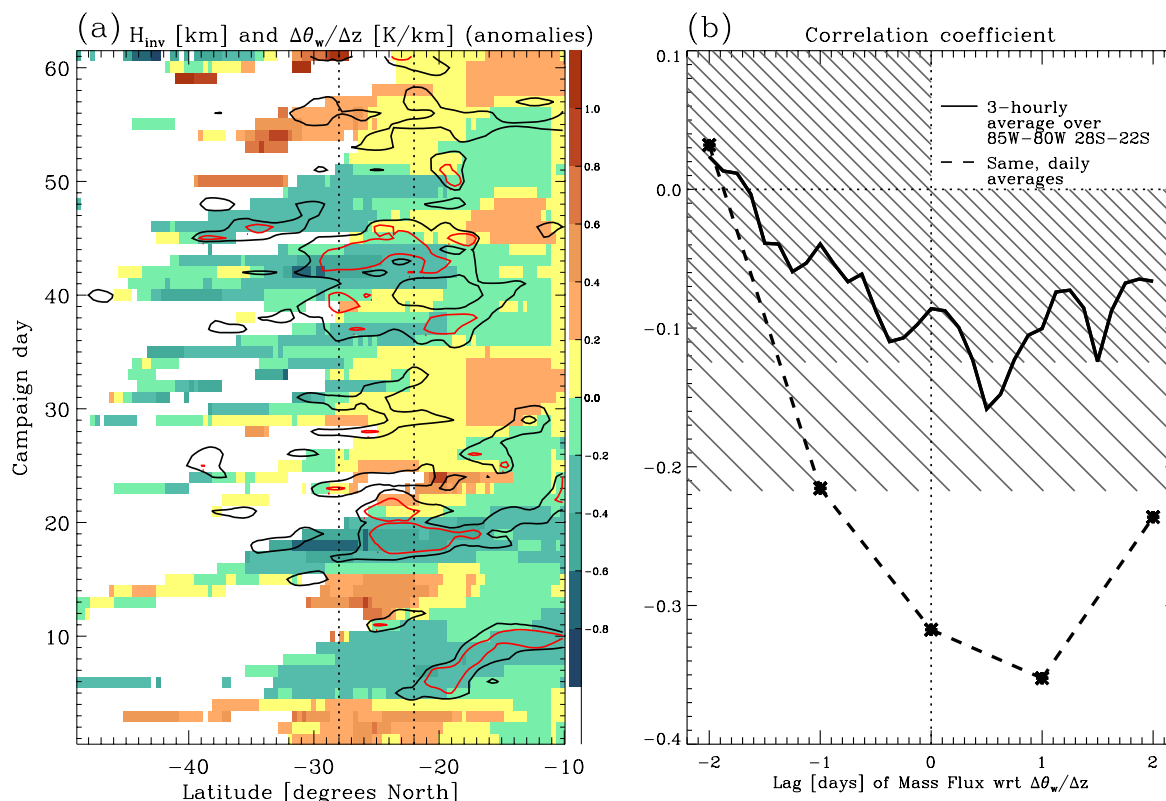 (a) H_inv [km] and Δθ_w/Δz [K/km] (anomalies)
60
50
40
30
20
10
Campaign day
-40 -30 -20 -10
Latitude [degrees North]
1.0
0.8
0.6
0.4
0.2
0.0
-0.2
-0.4
-0.6
-0.8
(b) Correlation coefficient
0.1
0.0
-0.1
-0.2
-0.3
-0.4
3-hourly
average over
85W-80W 28S-22S
Same, daily
averages
-2 -1 0 1 2
Lag [days] of Mass Flux wrt Δθ_w/Δz